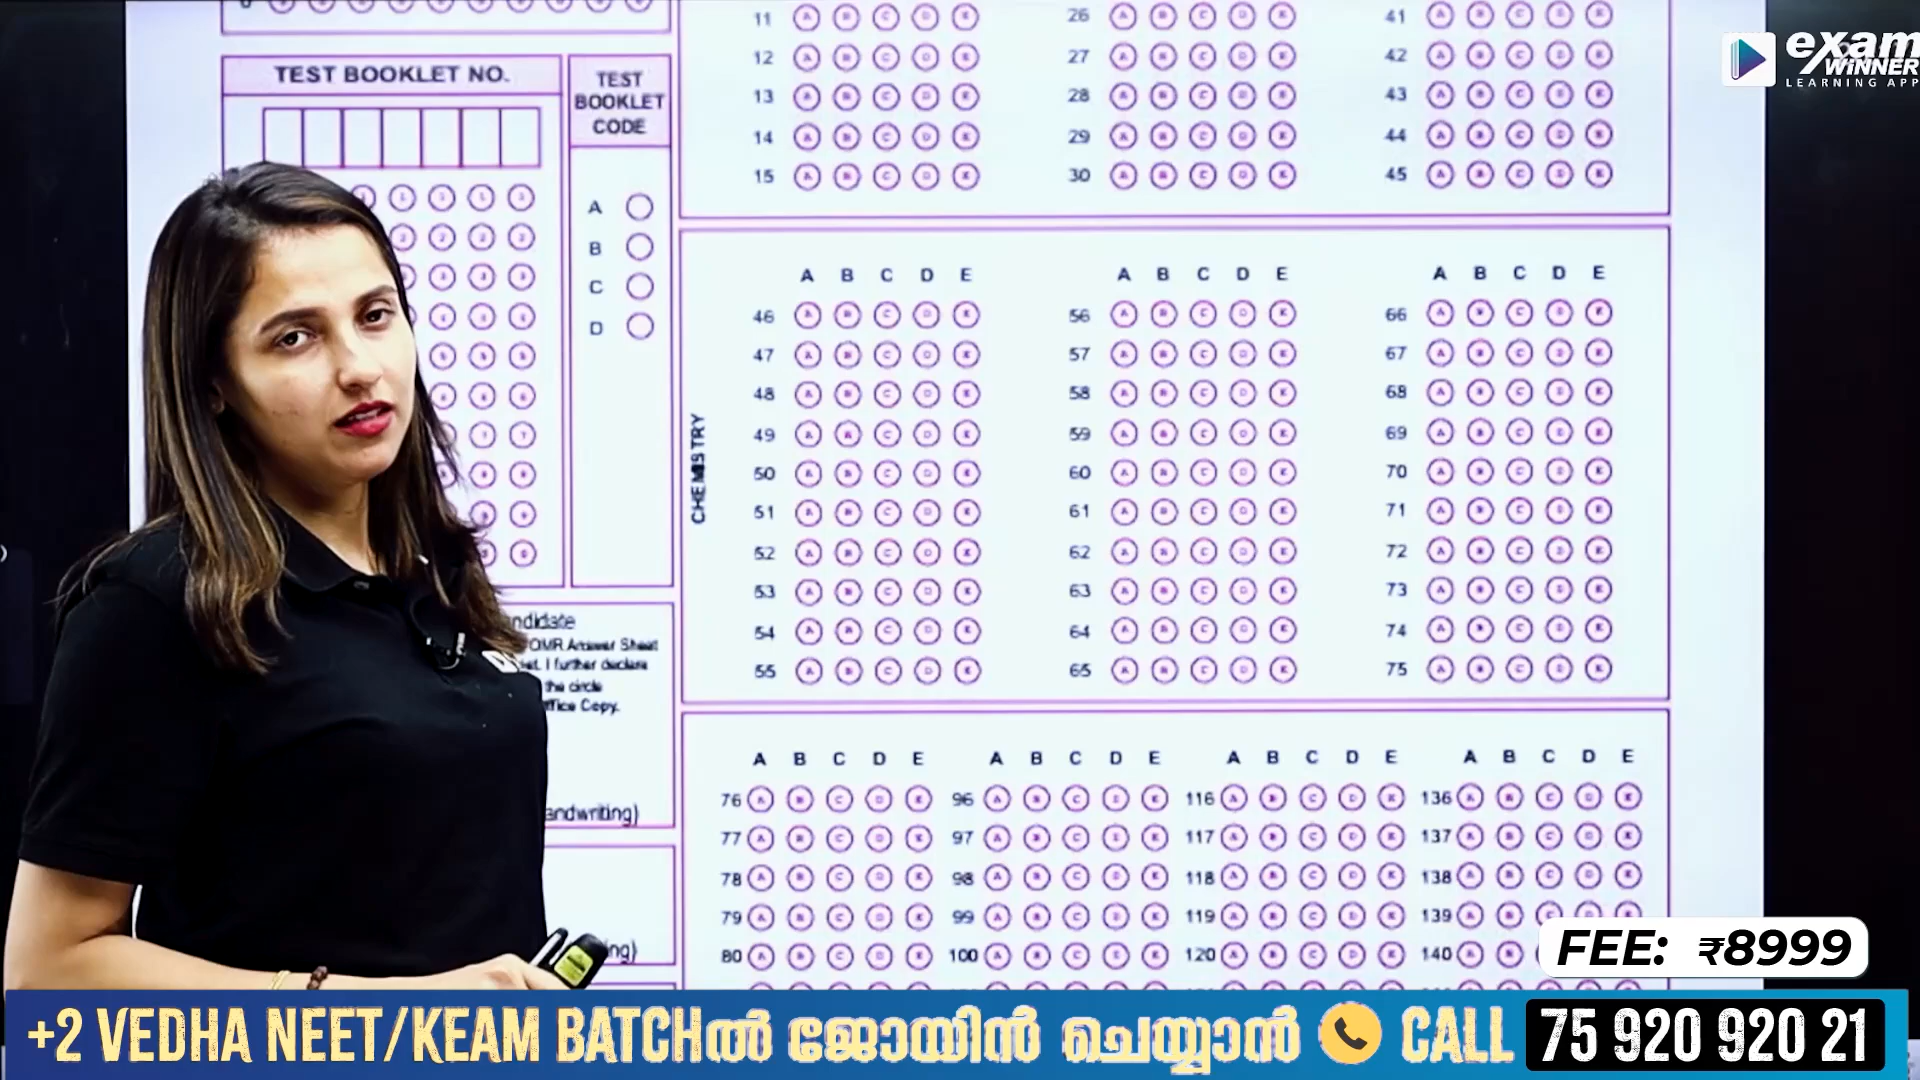 11 A B C D E 26 A B C D E 41 A B C D E
12 A B C D E 27 A B C D E 42 A B C D E
13 A B C D E 28 A B C D E 43 A B C D E
14 A B C D E 29 A B C D E 44 A B C D E
15 A B C D E 30 A B C D E 45 A B C D E
exam
WiNNER
LEARNING APP
TEST BOOKLET NO.
TEST
BOOKLET
CODE
A
B
C
D
CHEMISTRY
A B C D E A B C D E A B C D E
46 A B C D E 56 A B C D E 66 A B C D E
47 A B C D E 57 A B C D E 67 A B C D E
48 A B C D E 58 A B C D E 68 A B C D E
49 A B C D E 59 A B C D E 69 A B C D E
50 A B C D E 60 A B C D E 70 A B C D E
51 A B C D E 61 A B C D E 71 A B C D E
52 A B C D E 62 A B C D E 72 A B C D E
53 A B C D E 63 A B C D E 73 A B C D E
54 A B C D E 64 A B C D E 74 A B C D E
55 A B C D E 65 A B C D E 75 A B C D E
OMR Answer Sheet
I further declare
the circle
Office Copy.
A B C D E A B C D E A B C D E A B C D E
76 A B C D E 96 A B C D E 116 A B C D E 136 A B C D E
77 A B C D E 97 A B C D E 117 A B C D E 137 A B C D E
78 A B C D E 98 A B C D E 118 A B C D E 138 A B C D E
79 A B C D E 99 A B C D E 119 A B C D E 139 A B C D E
80 A B C D E 100 A B C D E 120 A B C D E 140 A B
FEE: ₹8999
+2 VEDHA NEET/KEAM BATCHൽ ജോയിൻ ചെയ്യാൻ CALL 75 920 920 21